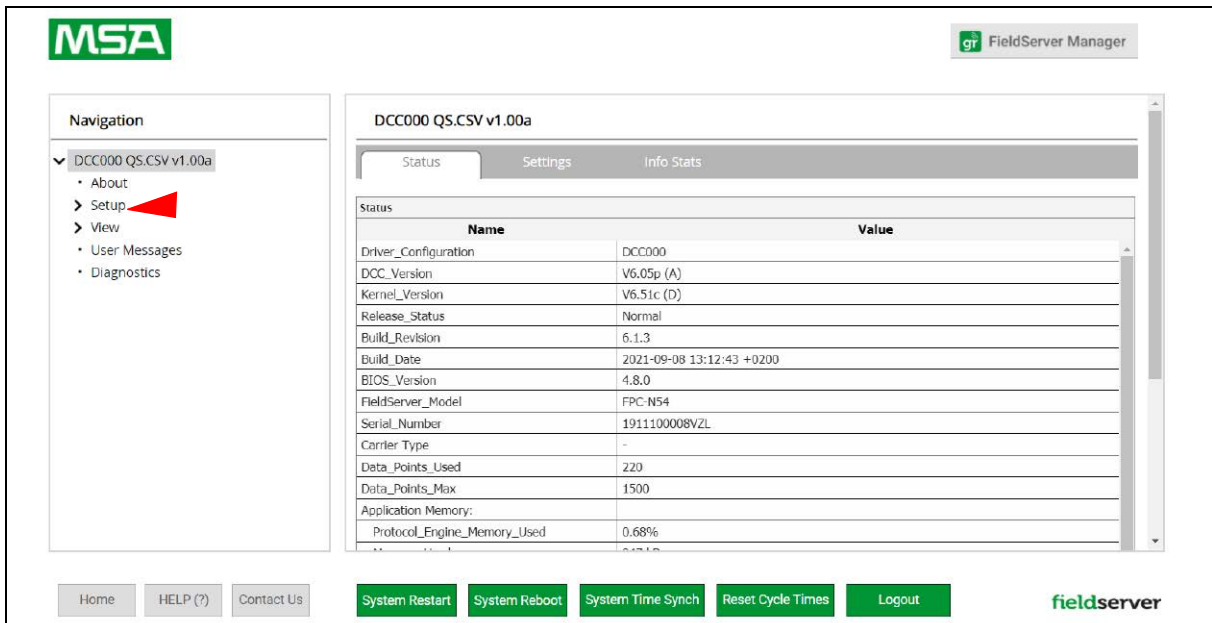 MSA
FieldServer Manager
Navigation
DCC000 QS.CSV v1.00a
About
Setup
View
User Messages
Diagnostics
DCC000 QS.CSV v1.00a
Status Settings Info Stats
Status
Name Value
Driver_Configuration DCC000
DCC_Version V6.05p (A)
Kernel_Version V6.51c (D)
Release_Status Normal
Build_Revision 6.1.3
Build_Date 2021-09-08 13:12:43 +0200
BIOS_Version 4.8.0
FieldServer_Model FPC-N54
Serial_Number 1911100008VZL
Carrier Type -
Data_Points_Used 220
Data_Points_Max 1500
Application Memory:
Protocol_Engine_Memory_Used 0.68%
Home HELP (?) Contact Us System Restart System Reboot System Time Synch Reset Cycle Times Logout fieldserver